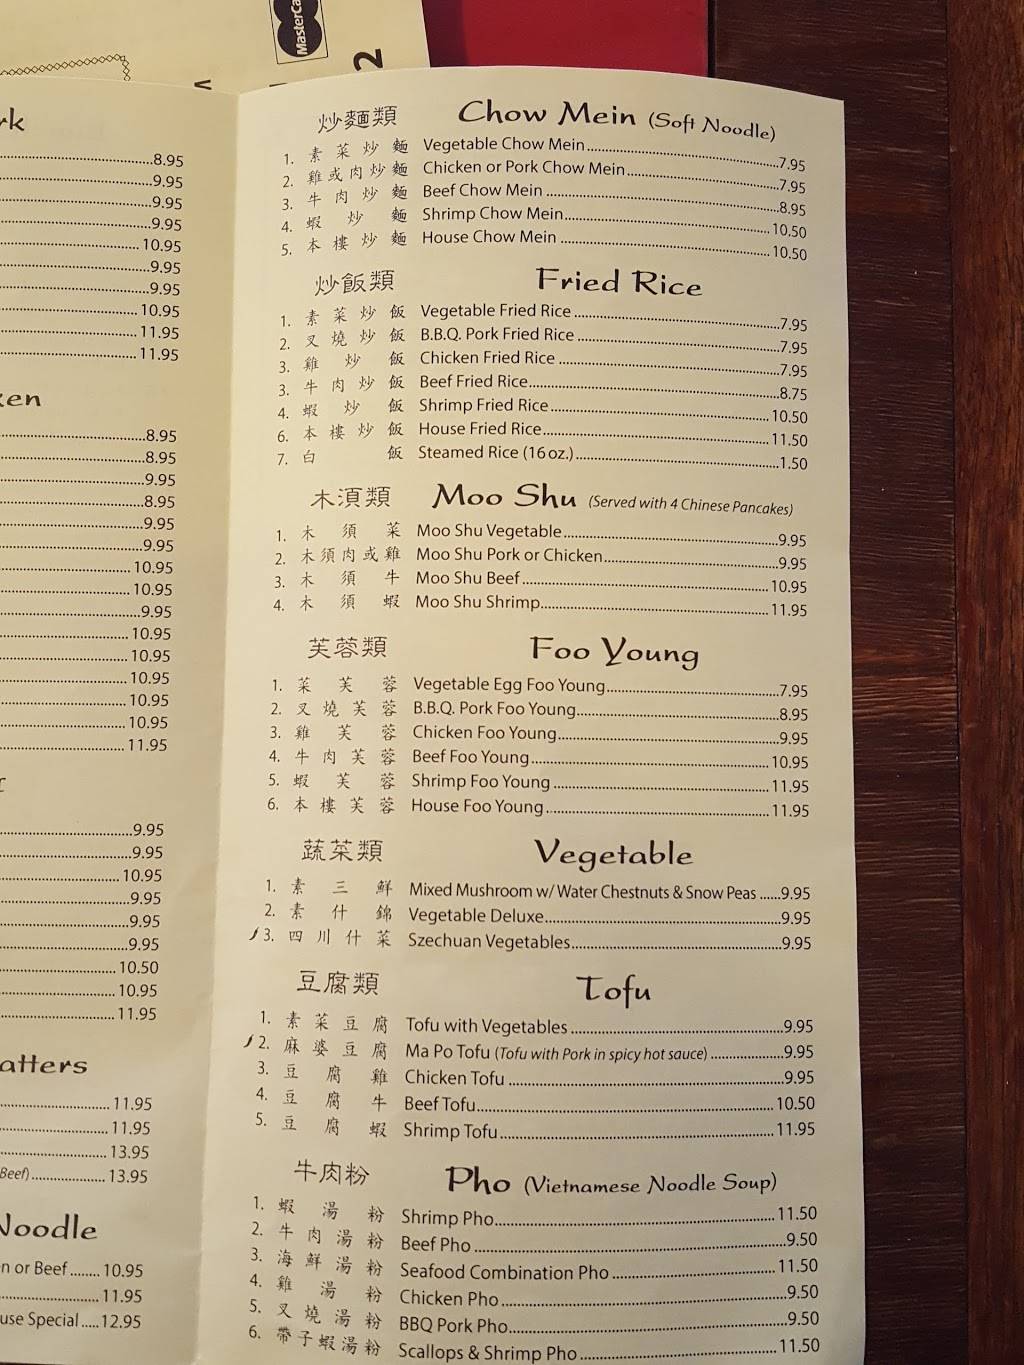 MasterCa
2
rk
8.95
9.95
9.95
9.95
10.95
9.95
9.95
10.95
11.95
11.95
ken
8.95
8.95
9.95
8.95
9.95
9.95
10.95
10.95
9.95
10.95
10.95
10.95
10.95
10.95
11.95
9.95
9.95
10.95
9.95
9.95
9.95
10.50
10.95
11.95
atters
11.95
11.95
13.95
Beef) 13.95
Noodle
n or Beef 10.95
11.95
use Special 12.95
炒麵類 Chow Mein (Soft Noodle)
1. 素菜炒麵 Vegetable Chow Mein 7.95
2. 雞或肉炒麵 Chicken or Pork Chow Mein 7.95
3. 牛肉炒麵 Beef Chow Mein 8.95
4. 蝦炒麵 Shrimp Chow Mein 10.50
5. 本樓炒麵 House Chow Mein 10.50
炒飯類 Fried Rice
1. 素菜炒飯 Vegetable Fried Rice 7.95
2. 叉燒炒飯 B.B.Q. Pork Fried Rice 7.95
3. 雞炒飯 Chicken Fried Rice 7.95
3. 牛肉炒飯 Beef Fried Rice 8.75
4. 蝦炒飯 Shrimp Fried Rice 10.50
6. 本樓炒飯 House Fried Rice 11.50
7. 白飯 Steamed Rice (16 oz.) 1.50
木湏類 Moo Shu (Served with 4 Chinese Pancakes)
1. 木須菜 Moo Shu Vegetable 9.95
2. 木須肉或雞 Moo Shu Pork or Chicken 9.95
3. 木須牛 Moo Shu Beef 10.95
4. 木須蝦 Moo Shu Shrimp 11.95
芙蓉類 Foo Young
1. 菜芙蓉 Vegetable Egg Foo Young 7.95
2. 叉燒芙蓉 B.B.Q. Pork Foo Young 8.95
3. 雞芙蓉 Chicken Foo Young 9.95
4. 牛肉芙蓉 Beef Foo Young 10.95
5. 蝦芙蓉 Shrimp Foo Young 11.95
6. 本樓芙蓉 House Foo Young 11.95
蔬菜類 Vegetable
1. 素三鮮 Mixed Mushroom w/ Water Chestnuts & Snow Peas 9.95
2. 素什錦 Vegetable Deluxe 9.95
3. 四川什菜 Szechuan Vegetables 9.95
豆腐類 Tofu
1. 素菜豆腐 Tofu with Vegetables 9.95
2. 麻婆豆腐 Ma Po Tofu (Tofu with Pork in spicy hot sauce) 9.95
3. 豆腐雞 Chicken Tofu 9.95
4. 豆腐牛 Beef Tofu 10.50
5. 豆腐蝦 Shrimp Tofu 11.95
牛肉粉 Pho (Vietnamese Noodle Soup)
1. 蝦湯粉 Shrimp Pho 11.50
2. 牛肉湯粉 Beef Pho 9.50
3. 海鮮湯粉 Seafood Combination Pho 11.50
4. 雞湯粉 Chicken Pho 9.50
5. 叉燒湯粉 BBQ Pork Pho 9.50
6. 帶子蝦湯粉 Scallops & Shrimp Pho 11.50